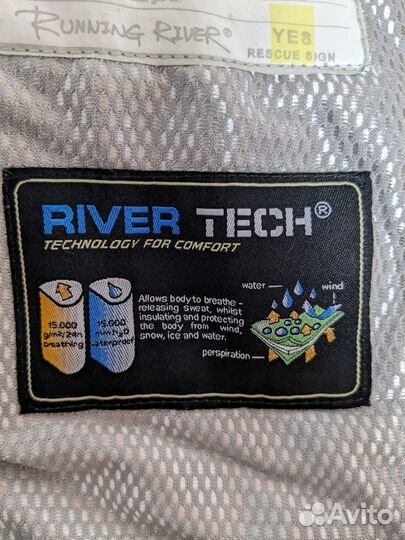 RUNNING RIVER®
YES
RESCUE SIGN
RIVER TECH®
TECHNOLOGY FOR COMFORT
15.000
g/m2/24h
breathing
15.000
mm h2O
waterproof
Allows body to breathe -
releasing sweat, whilst
insulating and protecting
the body from wind,
snow, ice and water.
water
wind
perspiration
Avito